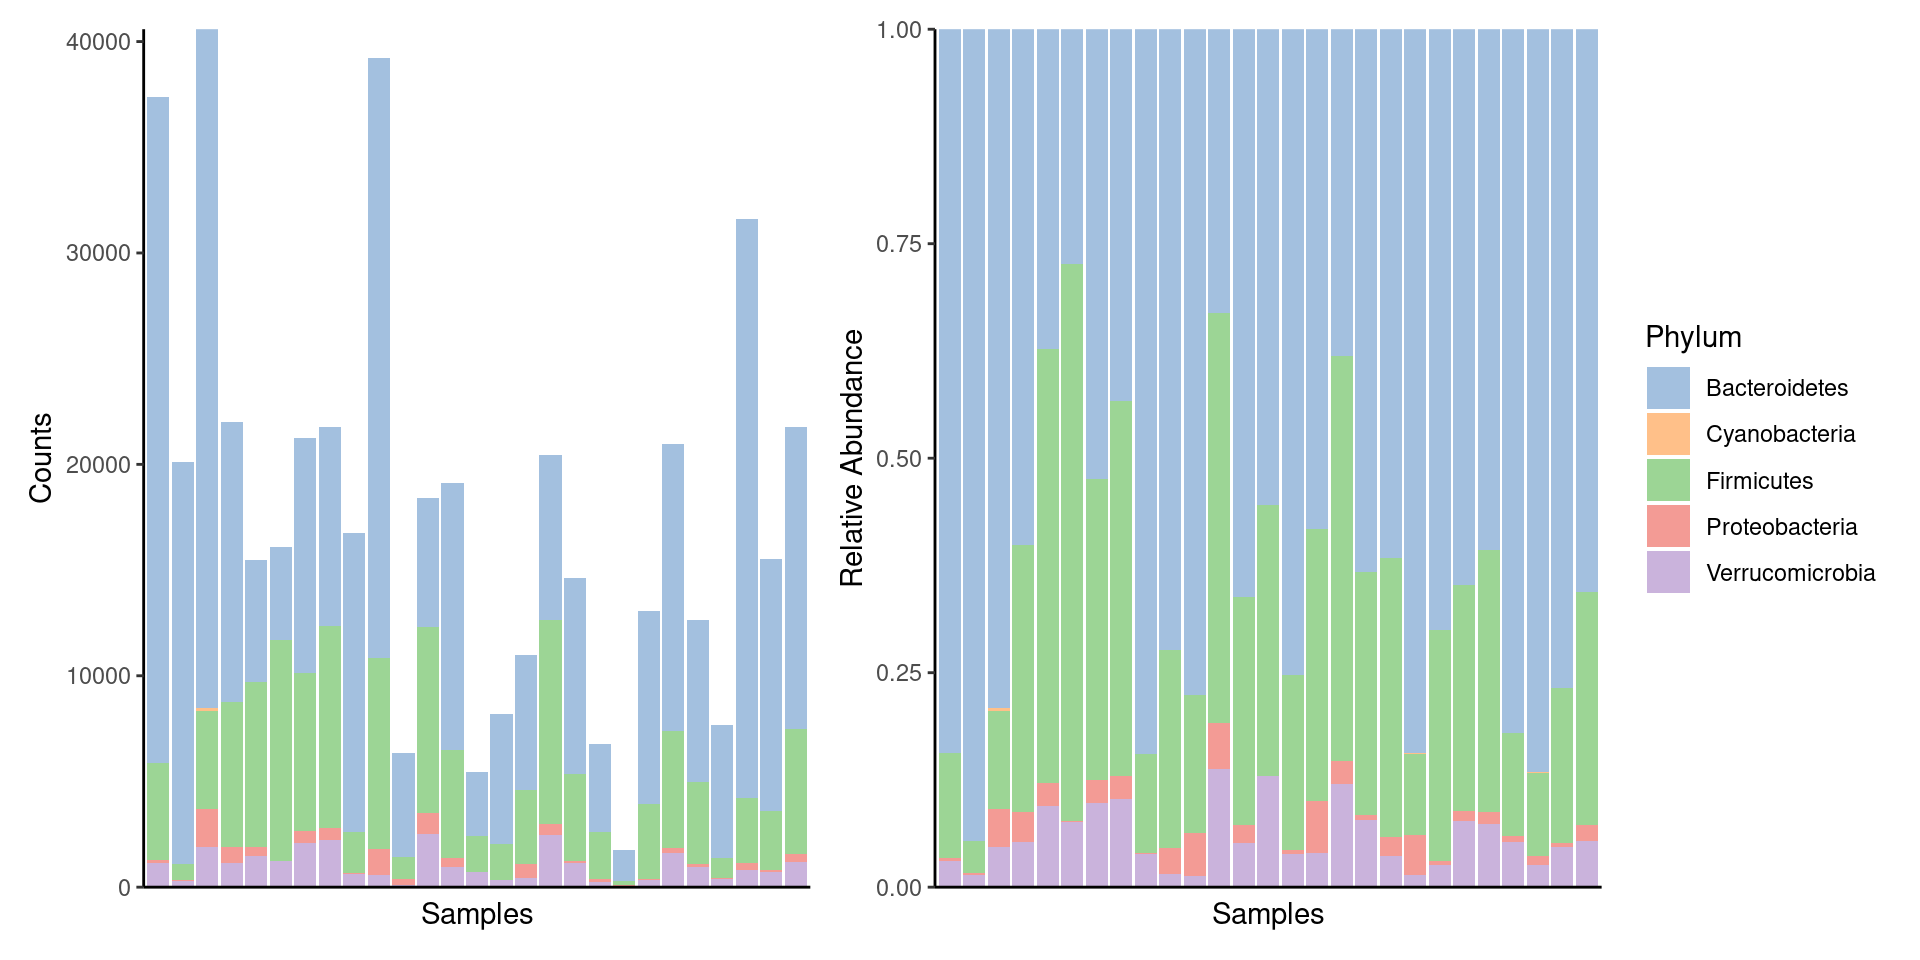 Counts
40000
30000
20000
10000
0
Samples
Relative Abundance
1.00
0.75
0.50
0.25
0.00
Samples
Phylum
Bacteroidetes
Cyanobacteria
Firmicutes
Proteobacteria
Verrucomicrobia